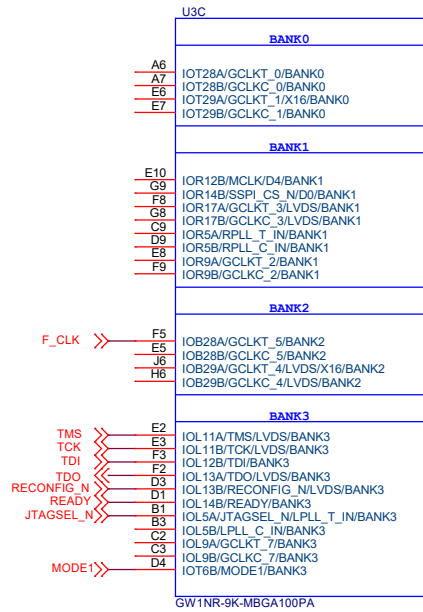 U3C
BANK0
A6 IOT28A/GCLKT_0/BANK0
A7 IOT28B/GCLKC_0/BANK0
E6 IOT29A/GCLKT_1/X16/BANK0
E7 IOT29B/GCLKC_1/BANK0
BANK1
E10 IOR12B/MCLK/D4/BANK1
G9 IOR14B/SSPI_CS_N/D0/BANK1
F8 IOR17A/GCLKT_3/LVDS/BANK1
G8 IOR17B/GCLKC_3/LVDS/BANK1
C9 IOR5A/RPLL_T_IN/BANK1
D9 IOR5B/RPLL_C_IN/BANK1
E8 IOR9A/GCLKT_2/BANK1
F9 IOR9B/GCLKC_2/BANK1
BANK2
F_CLK F5 IOB28A/GCLKT_5/BANK2
E5 IOB28B/GCLKC_5/BANK2
J6 IOB29A/GCLKT_4/LVDS/X16/BANK2
H6 IOB29B/GCLKC_4/LVDS/BANK2
BANK3
TMS E2 IOL11A/TMS/LVDS/BANK3
TCK E3 IOL11B/TCK/LVDS/BANK3
TDI F3 IOL12B/TDI/BANK3
TDO F2 IOL13A/TDO/LVDS/BANK3
RECONFIG_N D3 IOL13B/RECONFIG_N/LVDS/BANK3
READY D1 IOL14B/READY/BANK3
JTAGSEL_N B1 IOL5A/JTAGSEL_N/LPLL_T_IN/BANK3
B3 IOL5B/LPLL_C_IN/BANK3
C2 IOL9A/GCLKT_7/BANK3
C3 IOL9B/GCLKC_7/BANK3
MODE1 D4 IOT6B/MODE1/BANK3
GW1NR-9K-MBGA100PA